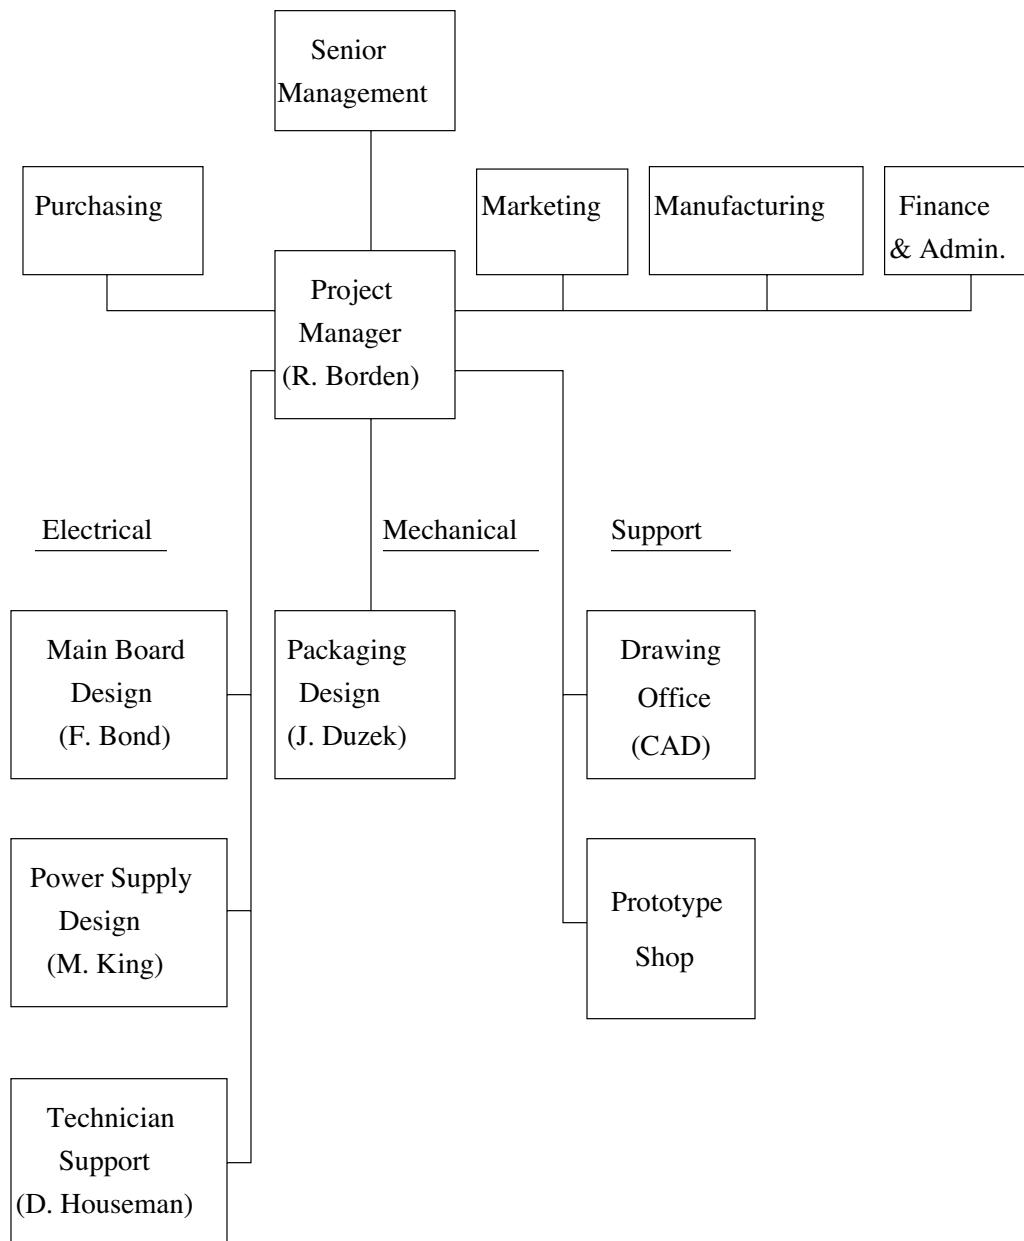 Senior
Management
Purchasing
Marketing
Manufacturing
Finance
& Admin.
Project
Manager
(R. Borden)
Electrical
Mechanical
Support
Main Board
Design
(F. Bond)
Packaging
Design
(J. Duzek)
Drawing
Office
(CAD)
Power Supply
Design
(M. King)
Prototype
Shop
Technician
Support
(D. Houseman)